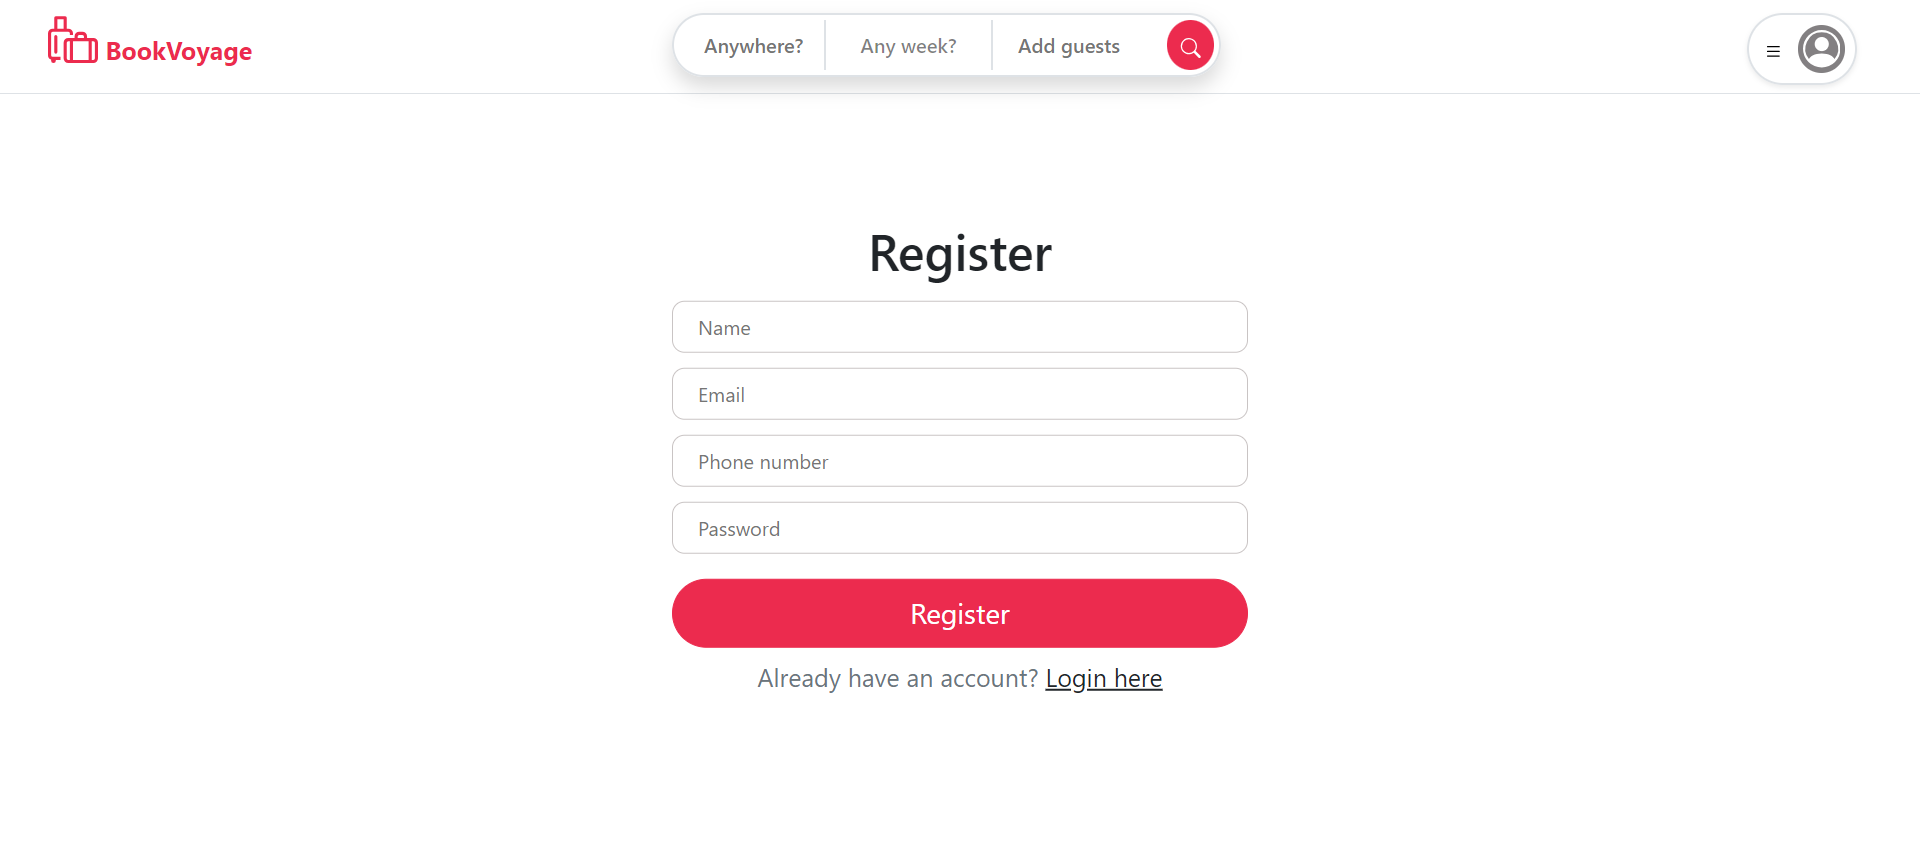 BookVoyage
Anywhere? Any week? Add guests
Register
Name
Email
Phone number
Password
Register
Already have an account? Login here